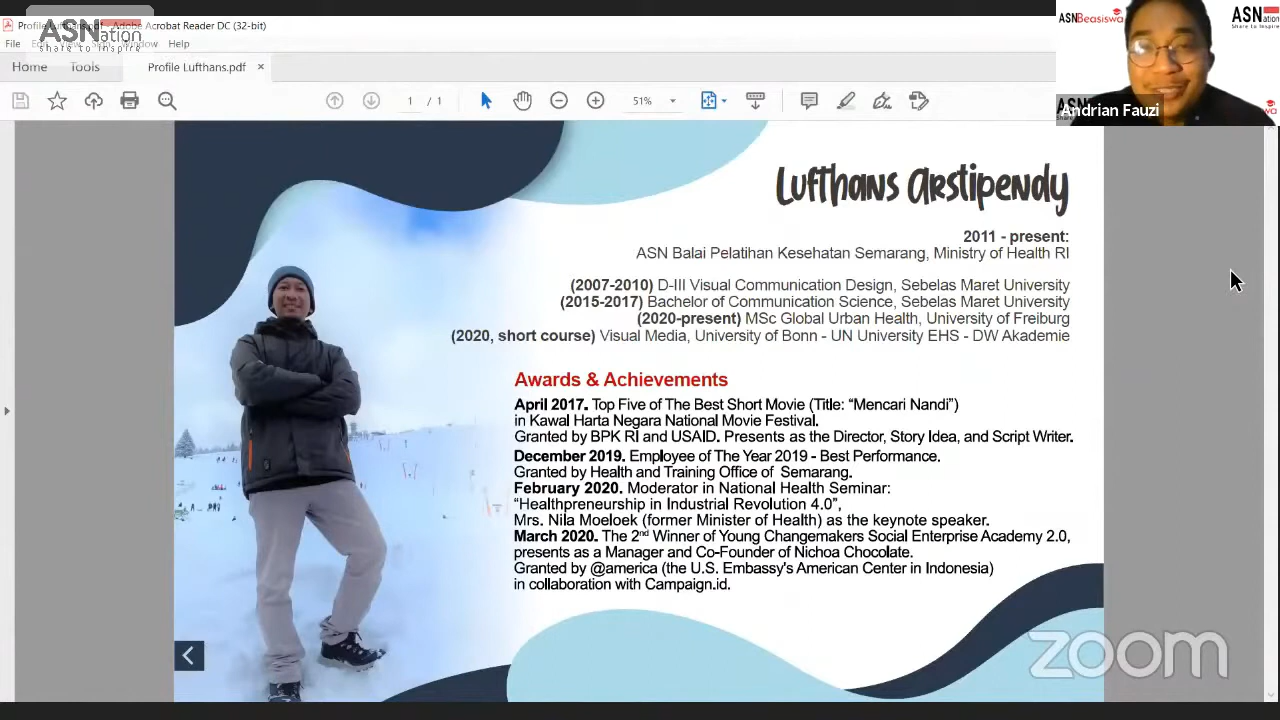 Profile Lufthans.pdf - Adobe Acrobat Reader DC (32-bit)
ASNation
Share to Inspire
File
Window Help
Home Tools Profile Lufthans.pdf ×
1 / 1 51%
ASNBeasiswa
ASNation
Share to Inspire
Andrian Fauzi
Lufthans Arstipendy
2011 - present:
ASN Balai Pelatihan Kesehatan Semarang, Ministry of Health RI
(2007-2010) D-III Visual Communication Design, Sebelas Maret University
(2015-2017) Bachelor of Communication Science, Sebelas Maret University
(2020-present) MSc Global Urban Health, University of Freiburg
(2020, short course) Visual Media, University of Bonn - UN University EHS - DW Akademie
Awards & Achievements
April 2017. Top Five of The Best Short Movie (Title: “Mencari Nandi”)
in Kawal Harta Negara National Movie Festival.
Granted by BPK RI and USAID. Presents as the Director, Story Idea, and Script Writer.
December 2019. Employee of The Year 2019 - Best Performance.
Granted by Health and Training Office of Semarang.
February 2020. Moderator in National Health Seminar:
“Healthpreneurship in Industrial Revolution 4.0”,
Mrs. Nila Moeloek (former Minister of Health) as the keynote speaker.
March 2020. The 2nd Winner of Young Changemakers Social Enterprise Academy 2.0,
presents as a Manager and Co-Founder of Nichoa Chocolate.
Granted by @america (the U.S. Embassy's American Center in Indonesia)
in collaboration with Campaign.id.
zoom